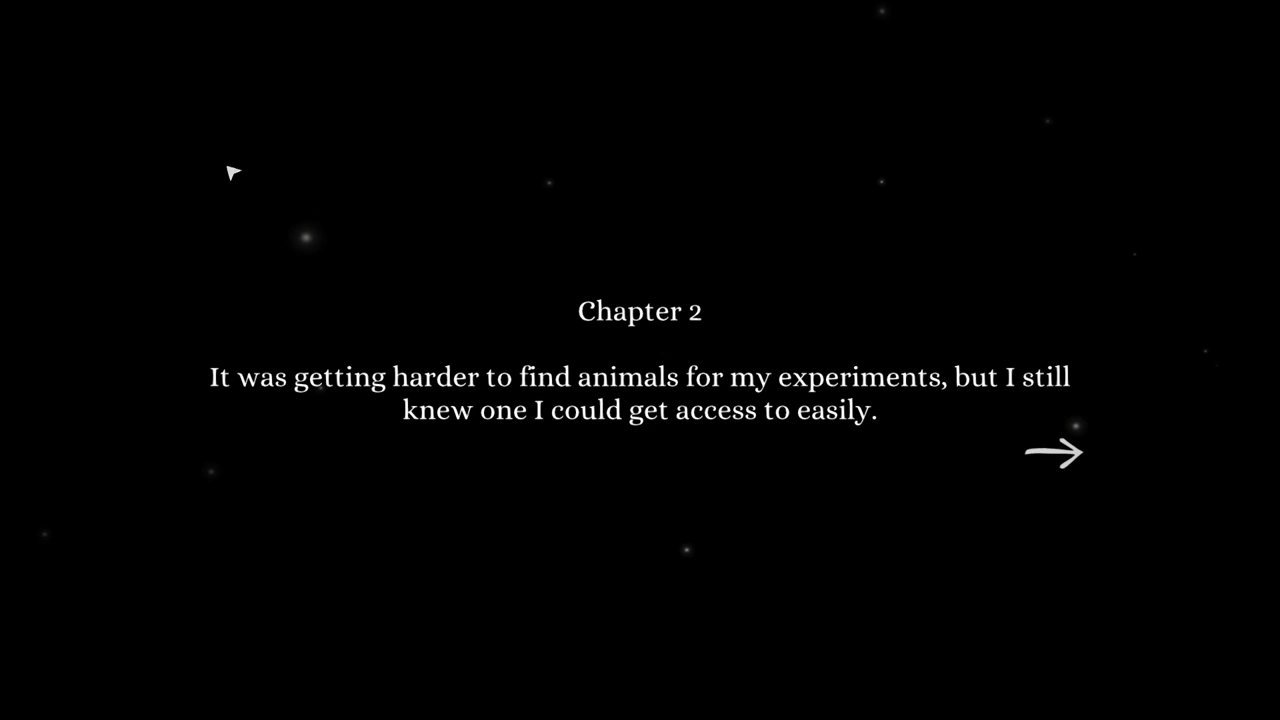 Chapter 2
It was getting harder to find animals for my experiments, but I still
knew one I could get access to easily.